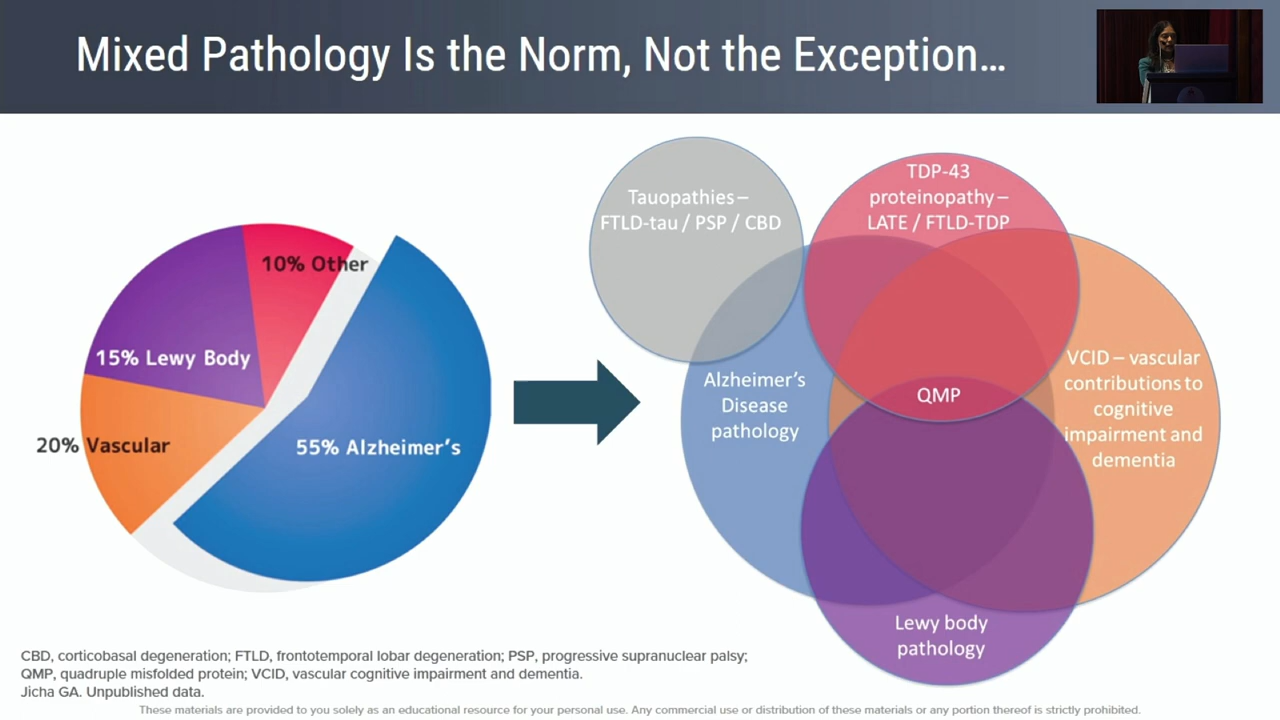 Mixed Pathology Is the Norm, Not the Exception…
10% Other
15% Lewy Body
20% Vascular
55% Alzheimer's
Tauopathies –
FTLD-tau / PSP / CBD
TDP-43
proteinopathy –
LATE / FTLD-TDP
Alzheimer's
Disease
pathology
QMP
VCID – vascular
contributions to
cognitive
impairment and
dementia
Lewy body
pathology
CBD, corticobasal degeneration; FTLD, frontotemporal lobar degeneration; PSP, progressive supranuclear palsy;
QMP, quadruple misfolded protein; VCID, vascular cognitive impairment and dementia.
Jicha GA. Unpublished data.
These materials are provided to you solely as an educational resource for your personal use. Any commercial use or distribution of these materials or any portion thereof is strictly prohibited.